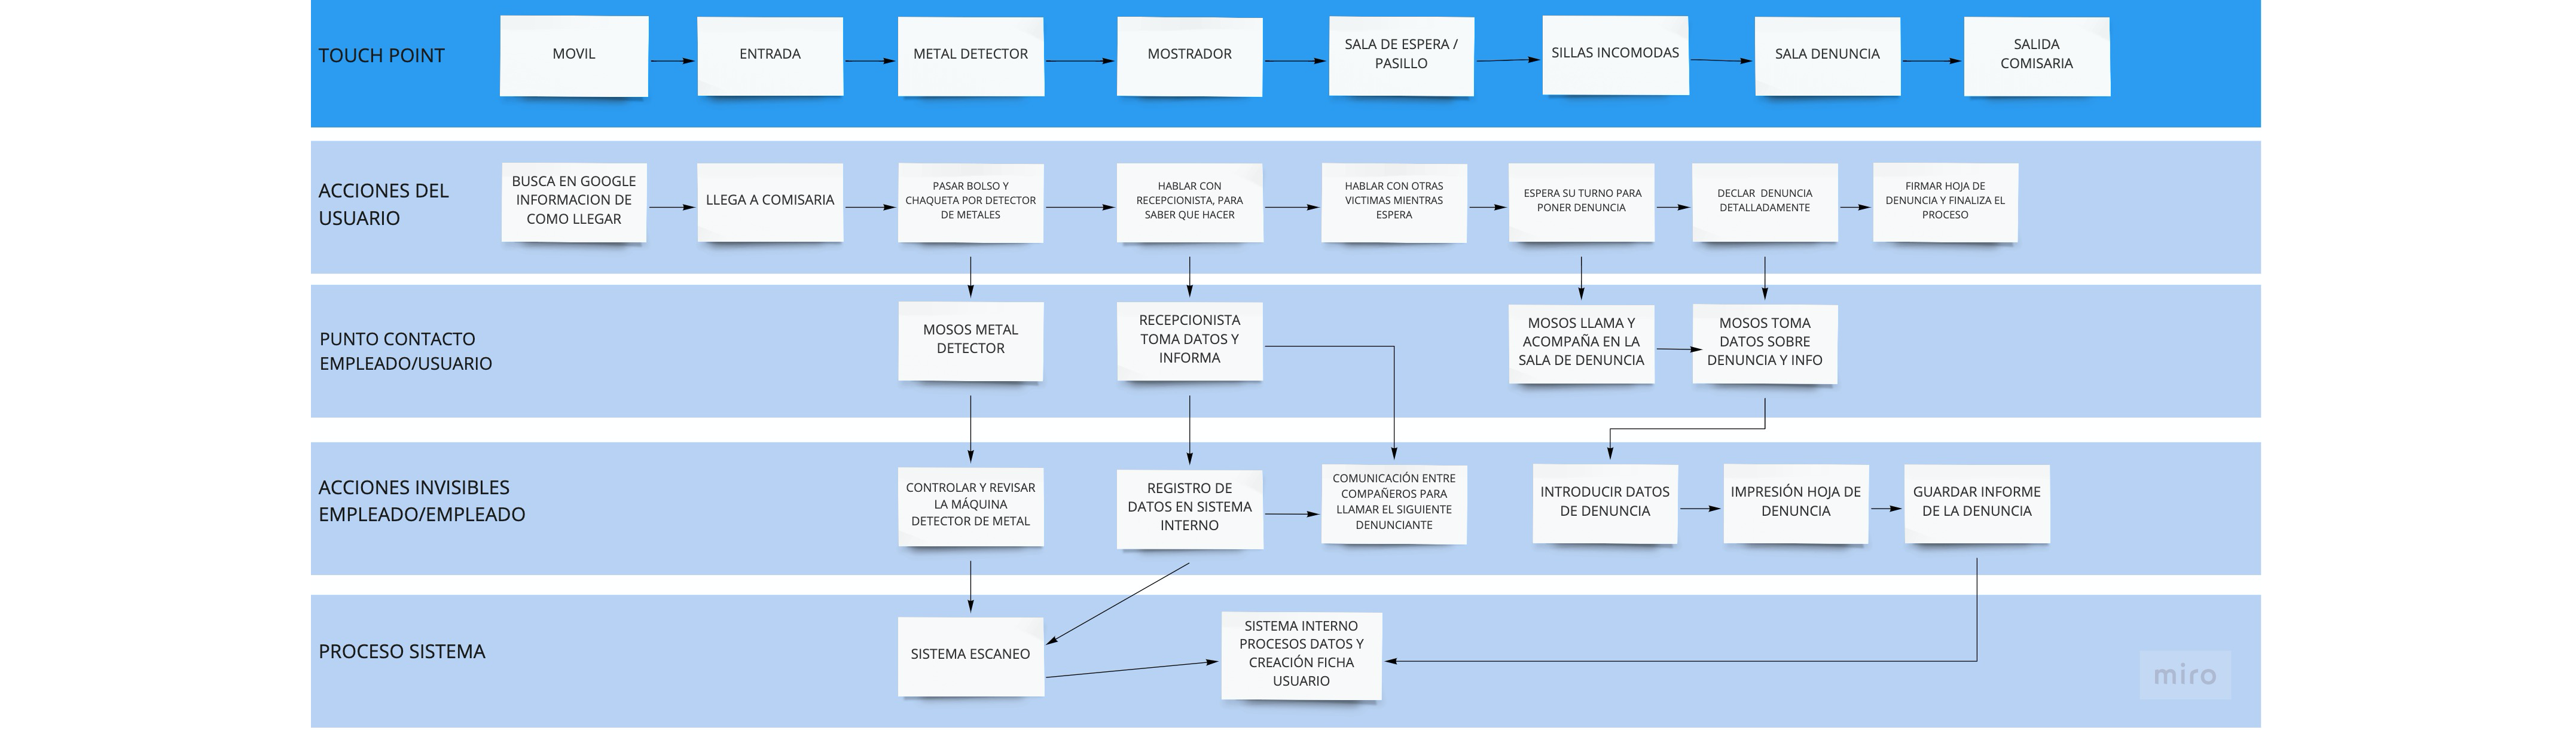 TOUCH POINT
MOVIL
ENTRADA
METAL DETECTOR
MOSTRADOR
SALA DE ESPERA /
PASILLO
SILLAS INCOMODAS
SALA DENUNCIA
SALIDA
COMISARIA
ACCIONES DEL
USUARIO
BUSCA EN GOOGLE
INFORMACION DE
COMO LLEGAR
LLEGA A COMISARIA
PASAR BOLSO Y
CHAQUETA POR DETECTOR
DE METALES
HABLAR CON
RECEPCIONISTA, PARA
SABER QUE HACER
HABLAR CON OTRAS
VICTIMAS MIENTRAS
ESPERA
ESPERA SU TURNO PARA
PONER DENUNCIA
DECLAR DENUNCIA
DETALLADAMENTE
FIRMAR HOJA DE
DENUNCIA Y FINALIZA EL
PROCESO
PUNTO CONTACTO
EMPLEADO/USUARIO
MOSOS METAL
DETECTOR
RECEPCIONISTA
TOMA DATOS Y
INFORMA
MOSOS LLAMA Y
ACOMPAÑA EN LA
SALA DE DENUNCIA
MOSOS TOMA
DATOS SOBRE
DENUNCIA Y INFO
ACCIONES INVISIBLES
EMPLEADO/EMPLEADO
CONTROLAR Y REVISAR
LA MÁQUINA
DETECTOR DE METAL
REGISTRO DE
DATOS EN SISTEMA
INTERNO
COMUNICACIÓN ENTRE
COMPAÑEROS PARA
LLAMAR EL SIGUIENTE
DENUNCIANTE
INTRODUCIR DATOS
DE DENUNCIA
IMPRESIÓN HOJA DE
DENUNCIA
GUARDAR INFORME
DE LA DENUNCIA
PROCESO SISTEMA
SISTEMA ESCANEO
SISTEMA INTERNO
PROCESOS DATOS Y
CREACIÓN FICHA
USUARIO
miro